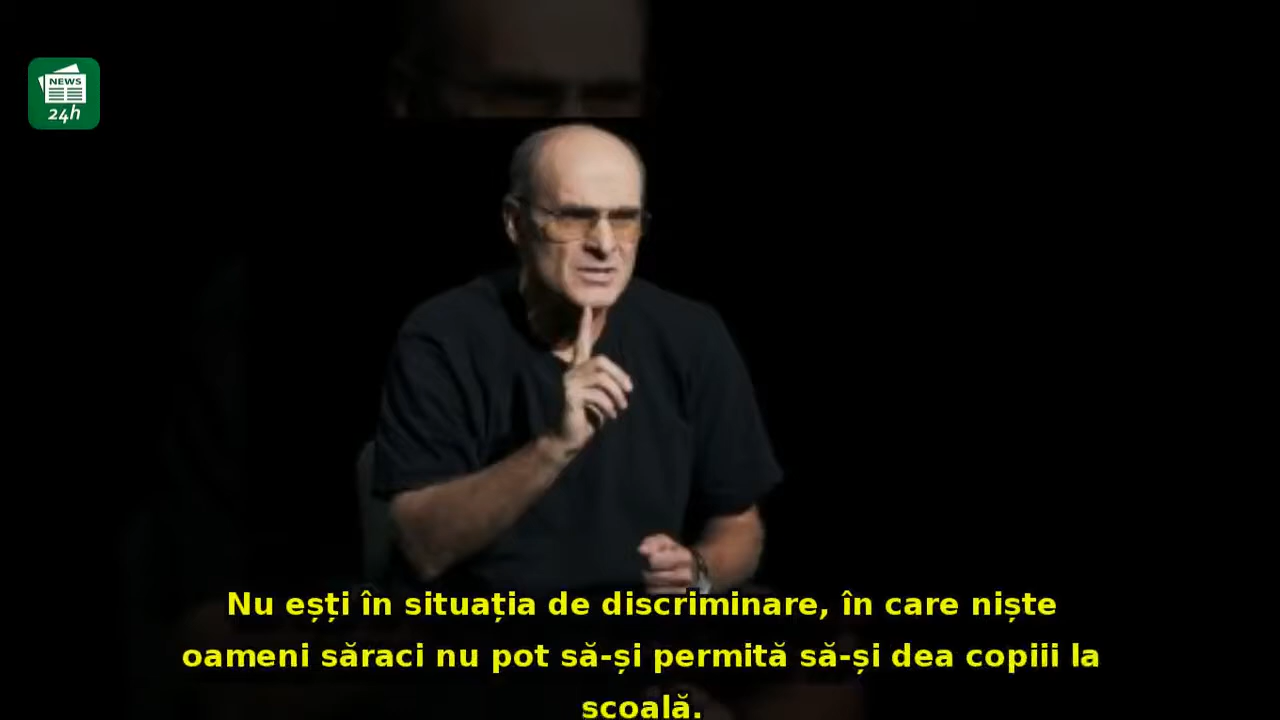 NEWS
24h
Nu ești în situația de discriminare, în care niște
oameni săraci nu pot să-și permită să-și dea copiii la
școală.